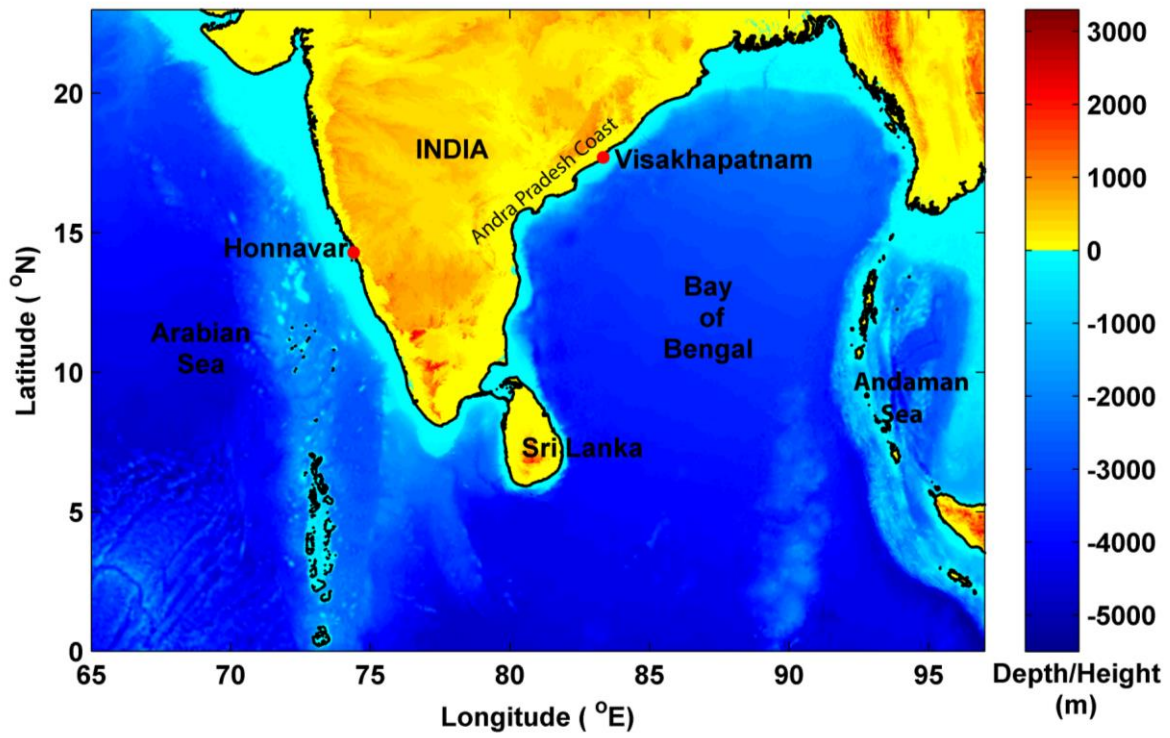 INDIA
Andra Pradesh Coast
Visakhapatnam
Honnavar
Arabian
Sea
Bay
of
Bengal
Andaman
Sea
Sri Lanka
20
15
10
5
0
Latitude ( °N)
65
70
75
80
85
90
95
Longitude ( °E)
3000
2000
1000
0
-1000
-2000
-3000
-4000
-5000
Depth/Height
(m)